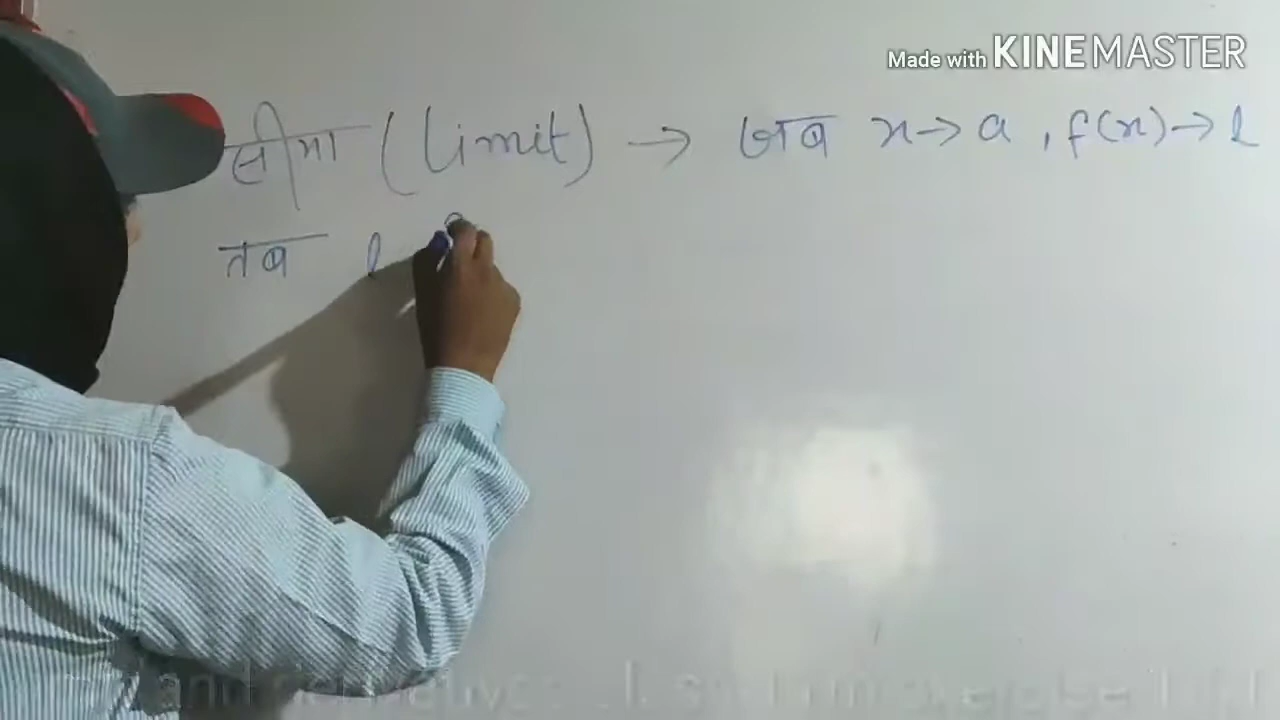 Made with KINEMASTER
सीमा (Limit) → जब x→a, f(x)→l
तब l